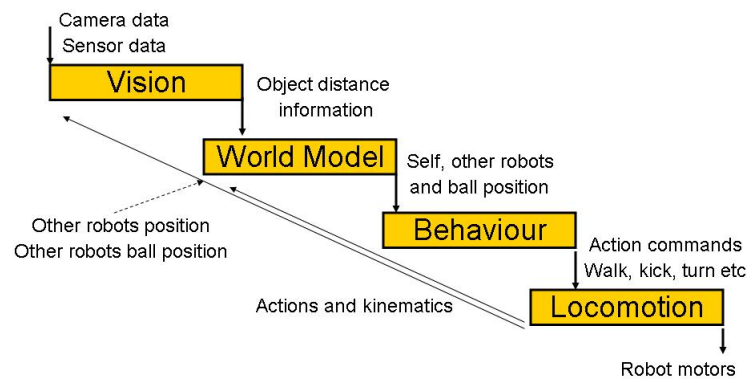 Camera data
Sensor data
Vision
Object distance
information
World Model
Self, other robots
and ball position
Other robots position
Other robots ball position
Behaviour
Action commands
Walk, kick, turn etc
Actions and kinematics
Locomotion
Robot motors